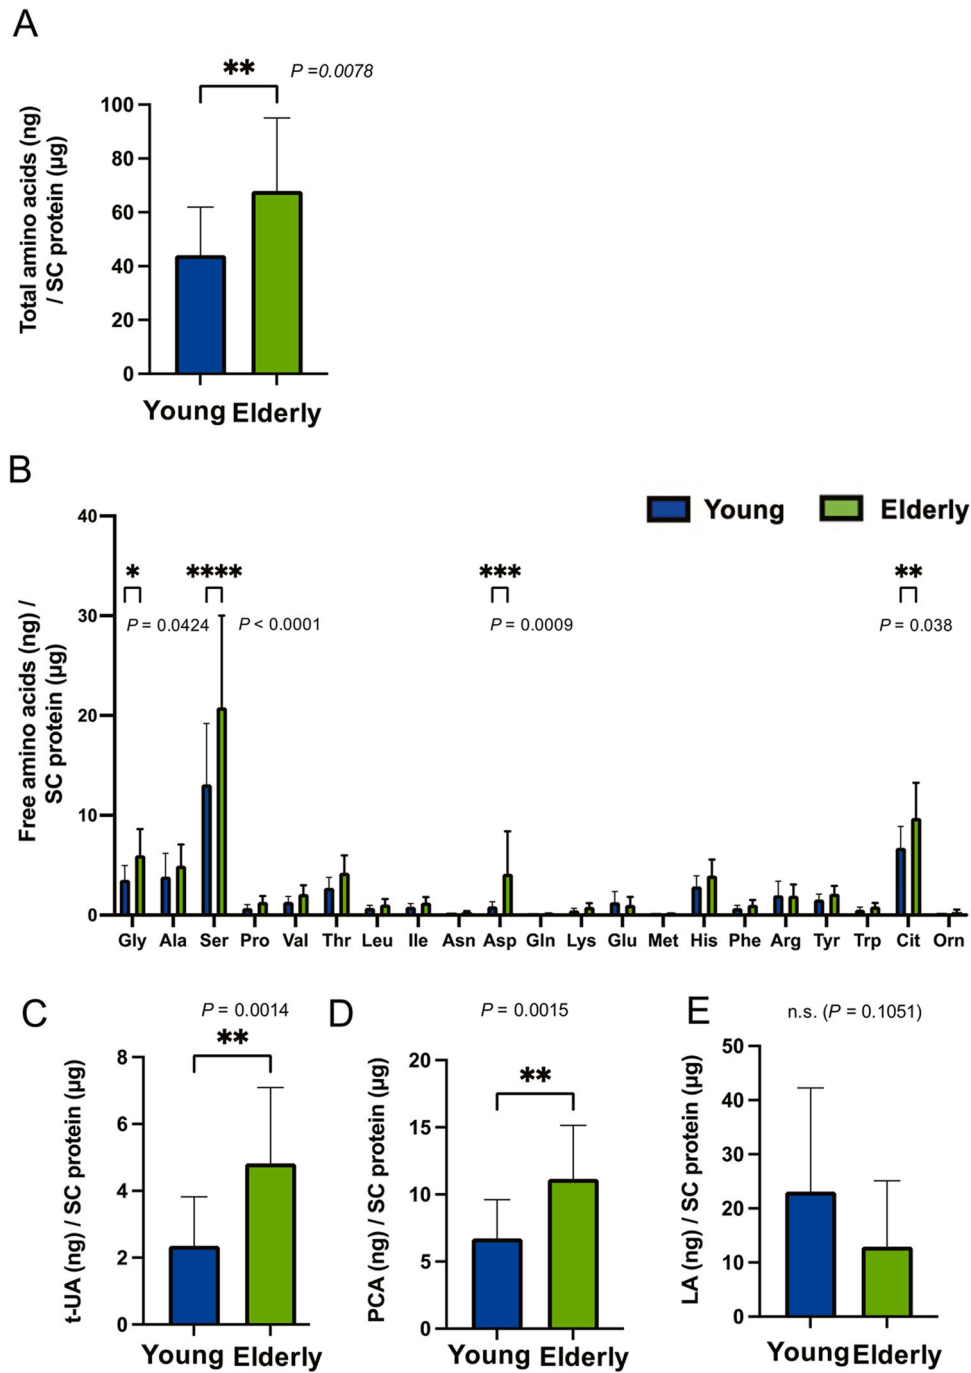 A
** P =0.0078
Total amino acids (ng)
/ SC protein (µg)
100
80
60
40
20
0
Young Elderly
B
Young Elderly
Free amino acids (ng) /
SC protein (µg)
40
30
20
10
0
* **** *** **
P = 0.0424 P < 0.0001 P = 0.0009 P = 0.038
Gly Ala Ser Pro Val Thr Leu Ile Asn Asp Gln Lys Glu Met His Phe Arg Tyr Trp Cit Orn
C
P = 0.0014
**
t-UA (ng) / SC protein (µg)
8
6
4
2
0
Young Elderly
D
P = 0.0015
**
PCA (ng) / SC protein (µg)
20
15
10
5
0
Young Elderly
E
n.s. (P = 0.1051)
LA (ng) / SC protein (µg)
50
40
30
20
10
0
Young Elderly